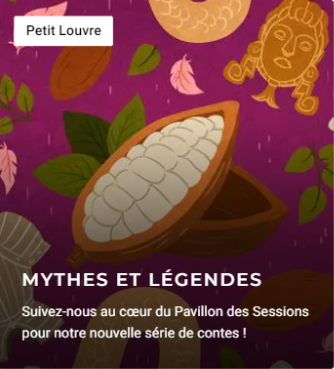 Petit Louvre
MYTHES ET LÉGENDES
Suivez-nous au cœur du Pavillon des Sessions
pour notre nouvelle série de contes !